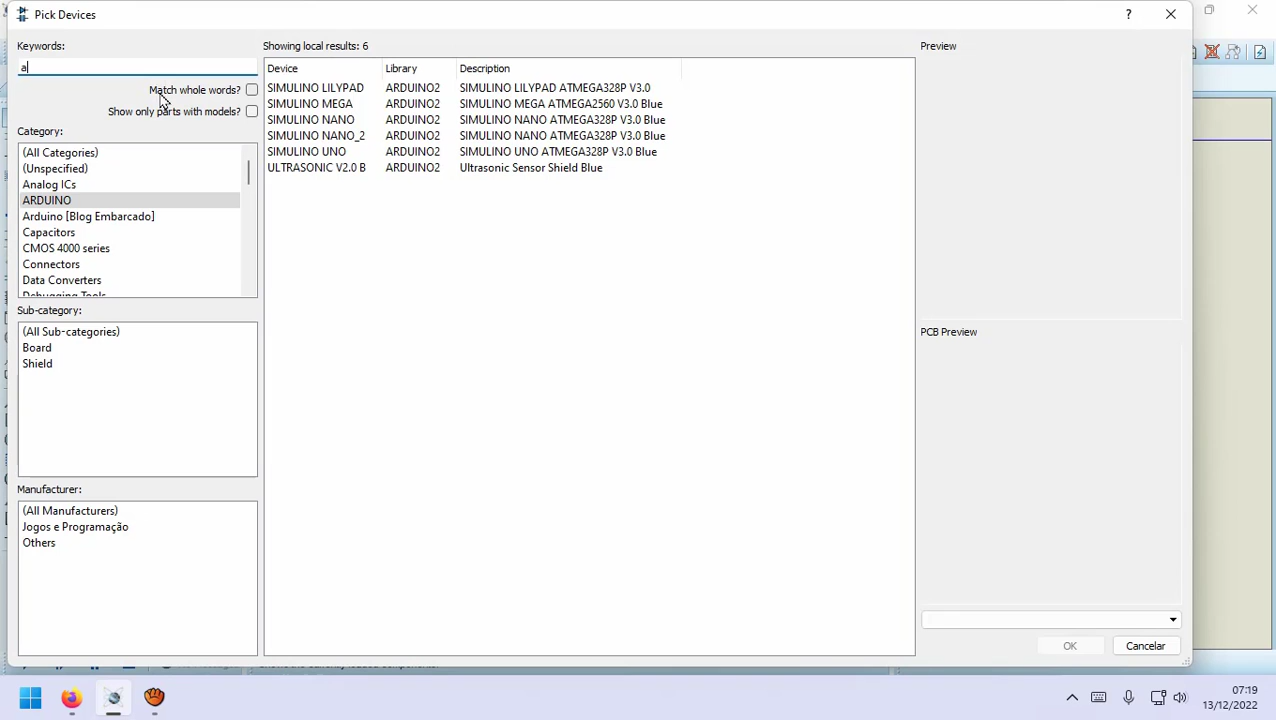 Pick Devices
?
Keywords:
a
Match whole words?
Show only parts with models?
Category:
(All Categories)
(Unspecified)
Analog ICs
ARDUINO
Arduino [Blog Embarcado]
Capacitors
CMOS 4000 series
Connectors
Data Converters
Debugging Tools
Sub-category:
(All Sub-categories)
Board
Shield
Manufacturer:
(All Manufacturers)
Jogos e Programação
Others
Showing local results: 6
Device Library Description
SIMULINO LILYPAD ARDUINO2 SIMULINO LILYPAD ATMEGA328P V3.0
SIMULINO MEGA ARDUINO2 SIMULINO MEGA ATMEGA2560 V3.0 Blue
SIMULINO NANO ARDUINO2 SIMULINO NANO ATMEGA328P V3.0 Blue
SIMULINO NANO_2 ARDUINO2 SIMULINO NANO ATMEGA328P V3.0 Blue
SIMULINO UNO ARDUINO2 SIMULINO UNO ATMEGA328P V3.0 Blue
ULTRASONIC V2.0 B ARDUINO2 Ultrasonic Sensor Shield Blue
Preview
PCB Preview
OK
Cancelar
07:19
13/12/2022